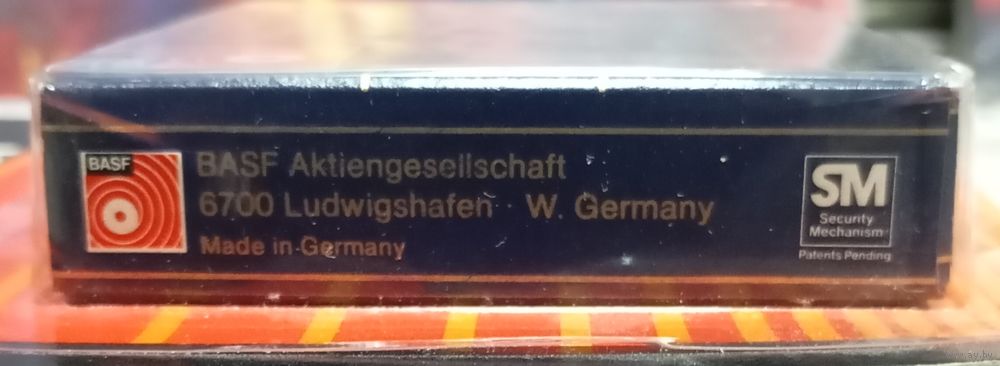 BASF
BASF Aktiengesellschaft
6700 Ludwigshafen · W. Germany
Made in Germany
SM
Security
Mechanism
Patents Pending